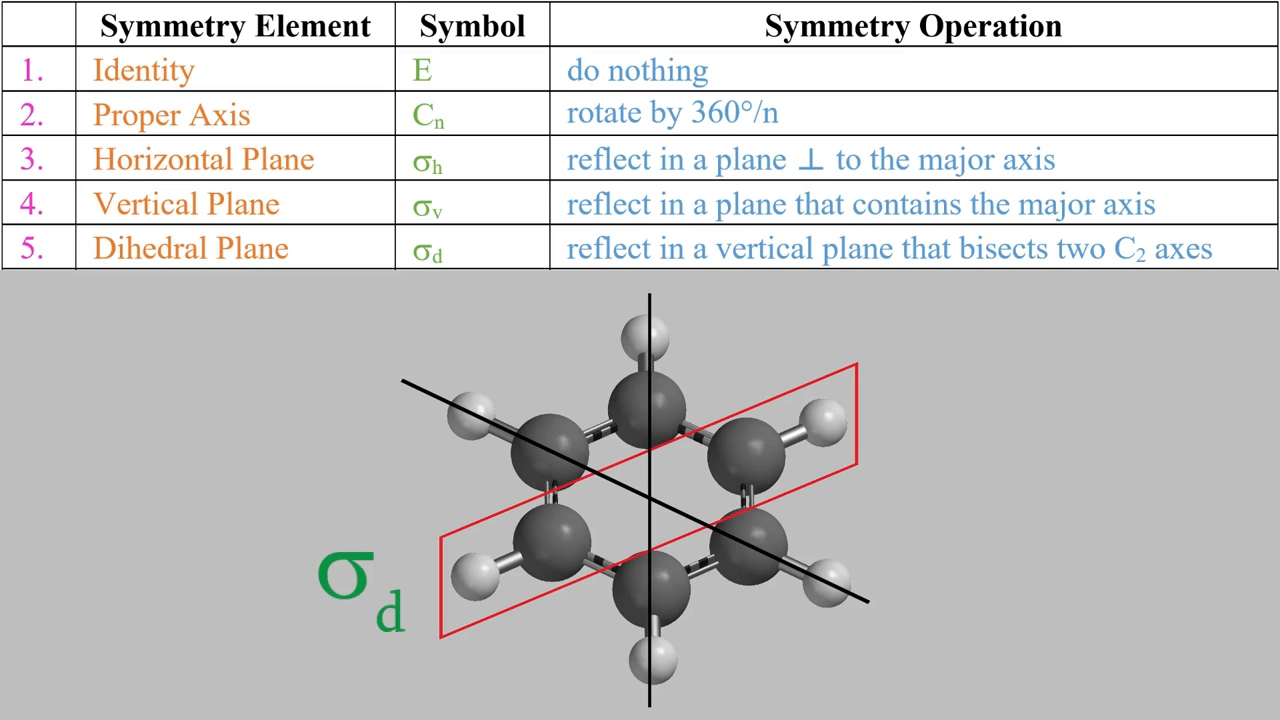 Symmetry Element Symbol Symmetry Operation
1. Identity E do nothing
2. Proper Axis Cₙ rotate by 360°/n
3. Horizontal Plane σₕ reflect in a plane ⊥ to the major axis
4. Vertical Plane σᵥ reflect in a plane that contains the major axis
5. Dihedral Plane σd reflect in a vertical plane that bisects two C₂ axes
σd